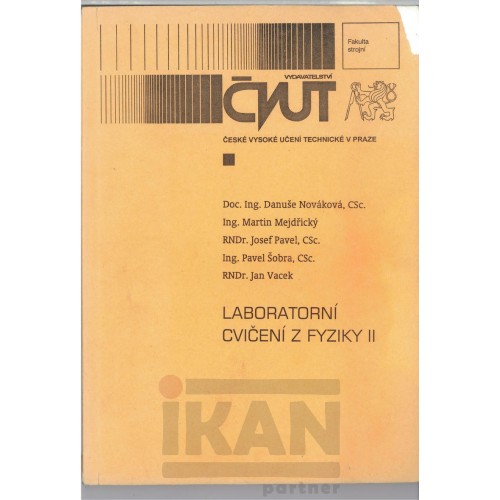 Fakulta
strojní
VYDAVATELSTVÍ
ČVUT
ČESKÉ VYSOKÉ UČENÍ TECHNICKÉ V PRAZE
Doc. Ing. Danuše Nováková, CSc.
Ing. Martin Mejdřický
RNDr. Josef Pavel, CSc.
Ing. Pavel Šobra, CSc.
RNDr. Jan Vacek
LABORATORNÍ
CVIČENÍ Z FYZIKY II
iKAN
partner